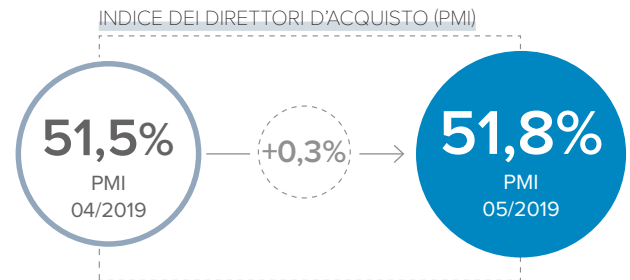 INDICE DEI DIRETTORI D’ACQUISTO (PMI)
51,5%
PMI
04/2019
+0,3%
51,8%
PMI
05/2019